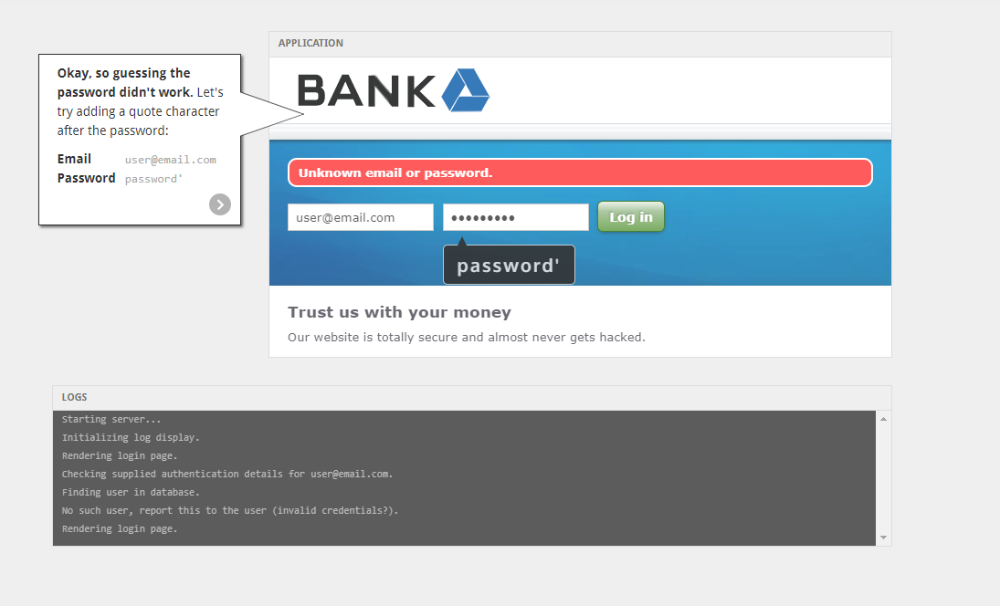 APPLICATION
BANK
Okay, so guessing the
password didn't work. Let's
try adding a quote character
after the password:
Email user@email.com
Password password'
Unknown email or password.
user@email.com ••••••••• Log in
password'
Trust us with your money
Our website is totally secure and almost never gets hacked.
LOGS
Starting server...
Initializing log display.
Rendering login page.
Checking supplied authentication details for user@email.com.
Finding user in database.
No such user, report this to the user (invalid credentials?).
Rendering login page.